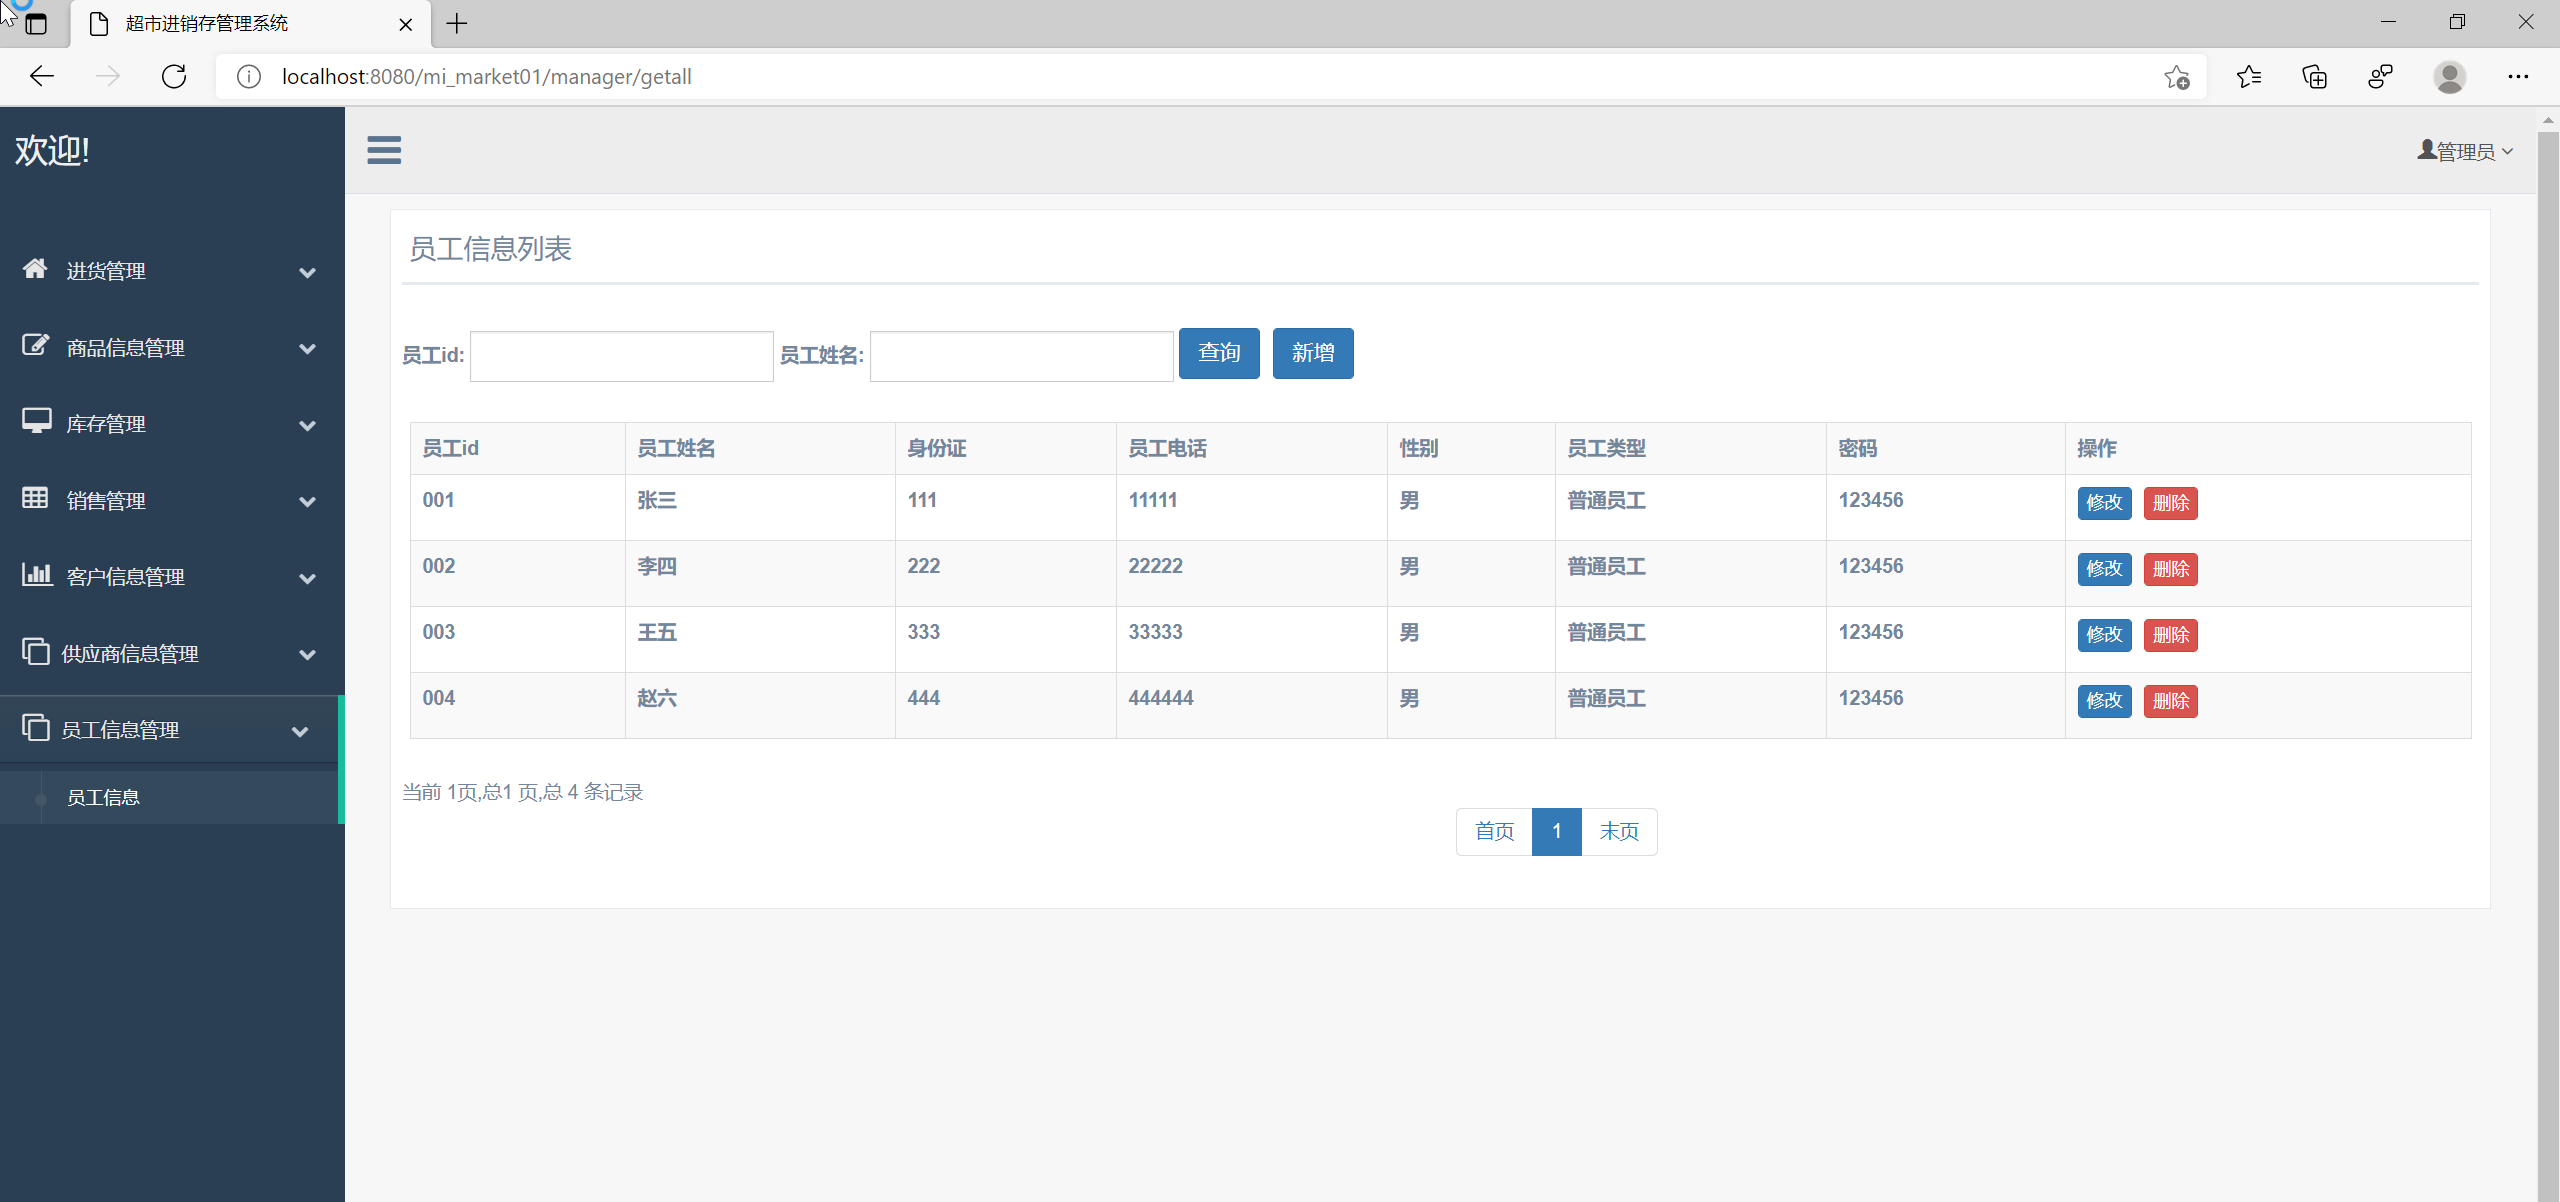 超市进销存管理系统
localhost:8080/mi_market01/manager/getall
欢迎!
管理员
进货管理
商品信息管理
库存管理
销售管理
客户信息管理
供应商信息管理
员工信息管理
员工信息
员工信息列表
员工id: 员工姓名: 查询 新增
员工id 员工姓名 身份证 员工电话 性别 员工类型 密码 操作
001 张三 111 11111 男 普通员工 123456 修改 删除
002 李四 222 22222 男 普通员工 123456 修改 删除
003 王五 333 33333 男 普通员工 123456 修改 删除
004 赵六 444 444444 男 普通员工 123456 修改 删除
当前 1页,总1 页,总 4 条记录
首页 1 末页